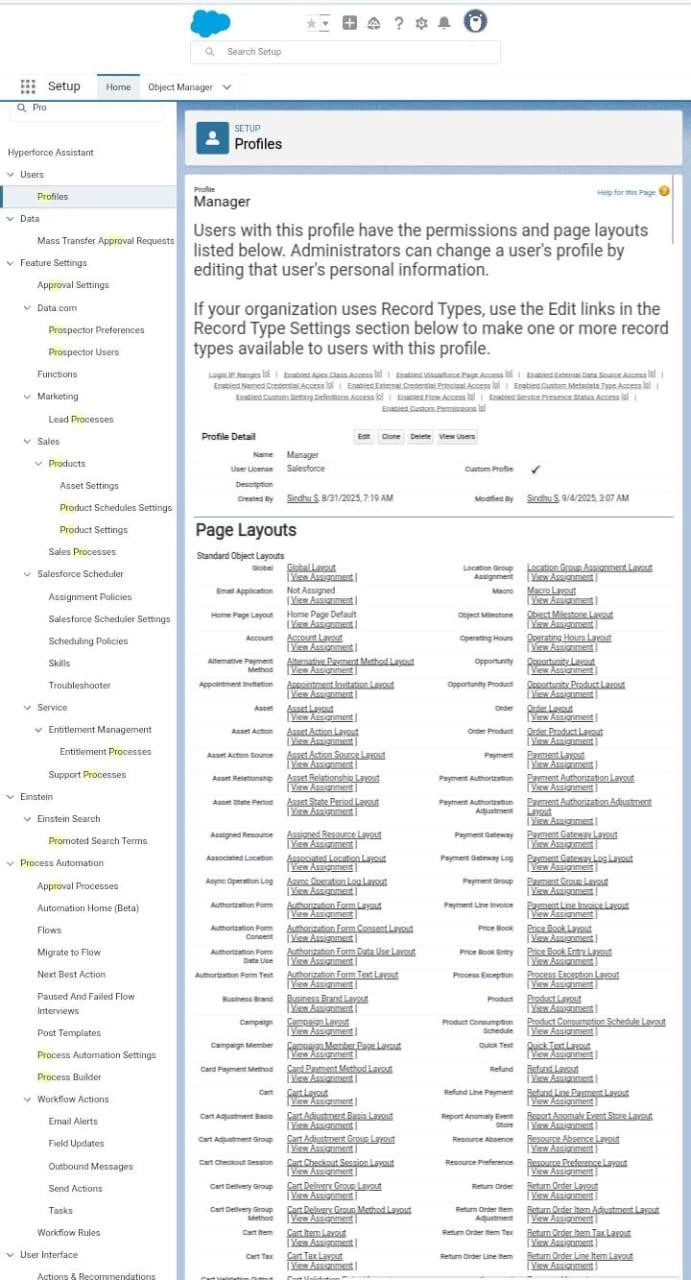 Search Setup
Setup
Home
Object Manager
Pro
Hyperforce Assistant
Users
Profiles
Data
Mass Transfer Approval Requests
Feature Settings
Approval Settings
Data.com
Prospector Preferences
Prospector Users
Functions
Marketing
Lead Processes
Sales
Products
Asset Settings
Product Schedules Settings
Product Settings
Sales Processes
Salesforce Scheduler
Assignment Policies
Salesforce Scheduler Settings
Scheduling Policies
Skills
Troubleshooter
Service
Entitlement Management
Entitlement Processes
Support Processes
Einstein
Einstein Search
Promoted Search Terms
Process Automation
Approval Processes
Automation Home (Beta)
Flows
Migrate to Flow
Next Best Action
Paused And Failed Flow
Interviews
Post Templates
Process Automation Settings
Process Builder
Workflow Actions
Email Alerts
Field Updates
Outbound Messages
Send Actions
Tasks
Workflow Rules
User Interface
Actions & Recommendations
SETUP
Profiles
Profile
Manager
Help for this Page
Users with this profile have the permissions and page layouts
listed below. Administrators can change a user's profile by
editing that user's personal information.
If your organization uses Record Types, use the Edit links in the
Record Type Settings section below to make one or more record
types available to users with this profile.
Login IP Ranges [0] | Enabled Apex Class Access [0] | Enabled Visualforce Page Access [0] | Enabled External Data Source Access [0] |
Enabled Named Credential Access [0] | Enabled External Credential Principal Access [0] | Enabled Custom Metadata Type Access [0] |
Enabled Custom Setting Definitions Access [0] | Enabled Flow Access [0] | Enabled Service Presence Status Access [0] |
Enabled Custom Permissions [0]
Profile Detail Edit Clone Delete View Users
Name Manager
User License Salesforce Custom Profile ✓
Description
Created By Sindhu S, 8/31/2025, 7:19 AM Modified By Sindhu S, 9/4/2025, 3:07 AM
Page Layouts
Standard Object Layouts
Global Global Layout Location Group Location Group Assignment Layout
[ View Assignment ] Assignment [ View Assignment ]
Email Application Not Assigned Macro Macro Layout
[ View Assignment ] [ View Assignment ]
Home Page Layout Home Page Default Object Milestone Object Milestone Layout
[ View Assignment ] [ View Assignment ]
Account Account Layout Operating Hours Operating Hours Layout
[ View Assignment ] [ View Assignment ]
Alternative Payment Alternative Payment Method Layout Opportunity Opportunity Layout
Method [ View Assignment ] [ View Assignment ]
Appointment Invitation Appointment Invitation Layout Opportunity Product Opportunity Product Layout
[ View Assignment ] [ View Assignment ]
Asset Asset Layout Order Order Layout
[ View Assignment ] [ View Assignment ]
Asset Action Asset Action Layout Order Product Order Product Layout
[ View Assignment ] [ View Assignment ]
Asset Action Source Asset Action Source Layout Payment Payment Layout
[ View Assignment ] [ View Assignment ]
Asset Relationship Asset Relationship Layout Payment Authorization Payment Authorization Layout
[ View Assignment ] [ View Assignment ]
Asset State Period Asset State Period Layout Payment Authorization Payment Authorization Adjustment
[ View Assignment ] Adjustment Layout
[ View Assignment ]
Assigned Resource Assigned Resource Layout Payment Gateway Payment Gateway Layout
[ View Assignment ] [ View Assignment ]
Associated Location Associated Location Layout Payment Gateway Log Payment Gateway Log Layout
[ View Assignment ] [ View Assignment ]
Async Operation Log Async Operation Log Layout Payment Group Payment Group Layout
[ View Assignment ] [ View Assignment ]
Authorization Form Authorization Form Layout Payment Line Invoice Payment Line Invoice Layout
[ View Assignment ] [ View Assignment ]
Authorization Form Authorization Form Consent Layout Price Book Price Book Layout
Consent [ View Assignment ] [ View Assignment ]
Authorization Form Authorization Form Data Use Layout Price Book Entry Price Book Entry Layout
Data Use [ View Assignment ] [ View Assignment ]
Authorization Form Text Authorization Form Text Layout Process Exception Process Exception Layout
[ View Assignment ] [ View Assignment ]
Business Brand Business Brand Layout Product Product Layout
[ View Assignment ] [ View Assignment ]
Campaign Campaign Layout Product Consumption Product Consumption Schedule Layout
[ View Assignment ] Schedule [ View Assignment ]
Campaign Member Campaign Member Page Layout Quick Text Quick Text Layout
[ View Assignment ] [ View Assignment ]
Card Payment Method Card Payment Method Layout Refund Refund Layout
[ View Assignment ] [ View Assignment ]
Cart Cart Layout Refund Line Payment Refund Line Payment Layout
[ View Assignment ] [ View Assignment ]
Cart Adjustment Basis Cart Adjustment Basis Layout Report Anomaly Event Report Anomaly Event Store Layout
[ View Assignment ] Store [ View Assignment ]
Cart Adjustment Group Cart Adjustment Group Layout Resource Absence Resource Absence Layout
[ View Assignment ] [ View Assignment ]
Cart Checkout Session Cart Checkout Session Layout Resource Preference Resource Preference Layout
[ View Assignment ] [ View Assignment ]
Cart Delivery Group Cart Delivery Group Layout Return Order Return Order Layout
[ View Assignment ] [ View Assignment ]
Cart Delivery Group Cart Delivery Group Method Layout Return Order Item Return Order Item Adjustment Layout
Method [ View Assignment ] Adjustment [ View Assignment ]
Cart Item Cart Item Layout Return Order Item Tax Return Order Item Tax Layout
[ View Assignment ] [ View Assignment ]
Cart Tax Cart Tax Layout Return Order Line Item Return Order Line Item Layout
[ View Assignment ] [ View Assignment ]